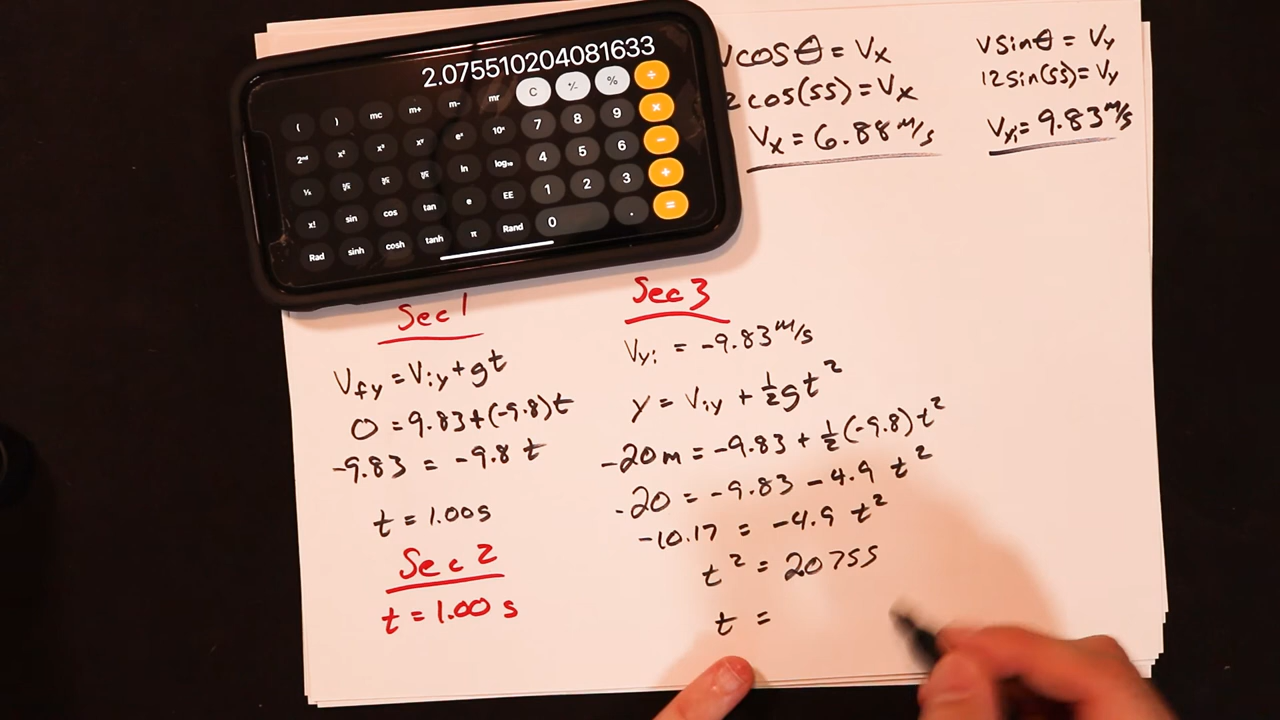 2.075510204081633
( ) mc m+ m- mr C ⁺⁄₋ % ÷
2ⁿᵈ x² x³ xʸ eˣ 10ˣ 7 8 9 ×
¹⁄ₓ ²√x ³√x ʸ√x ln log₁₀ 4 5 6 −
x! sin cos tan e EE 1 2 3 +
Rad sinh cosh tanh π Rand 0 . =
Vcosθ = Vx
2cos(55) = Vx
Vx = 6.88 m/s
Vsinθ = Vy
12sin(55) = Vy
Vyi = 9.83 m/s
Sec 1
Vfy = Viy + gt
0 = 9.83 + (-9.8)t
-9.83 = -9.8 t
t = 1.00s
Sec 2
t = 1.00 s
Sec 3
Vyi = -9.83 m/s
y = Viy + ½gt²
-20m = -9.83 + ½(-9.8)t²
-20 = -9.83 - 4.9 t²
-10.17 = -4.9 t²
t² = 20755
t =